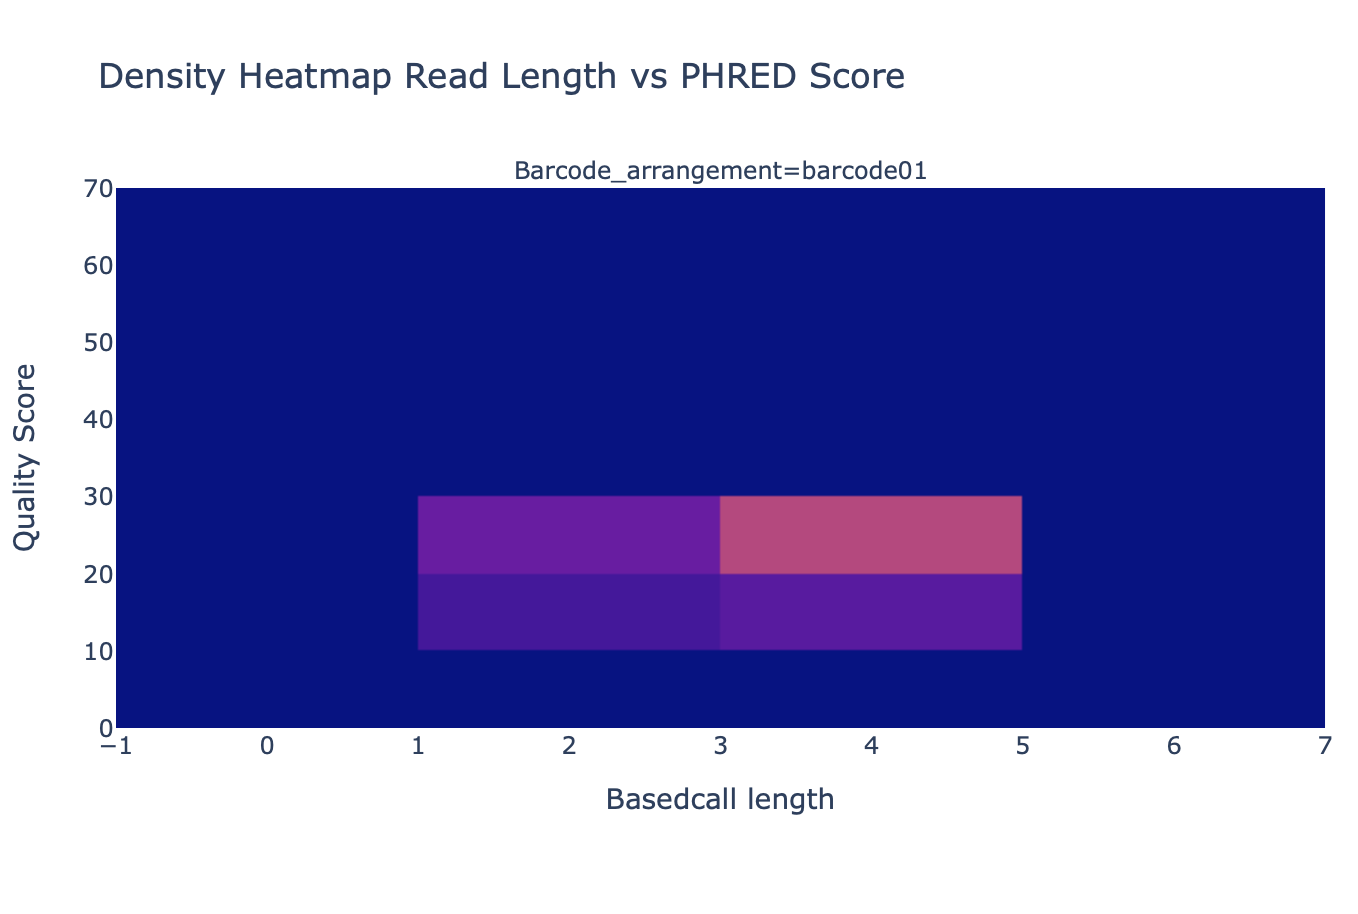 Density Heatmap Read Length vs PHRED Score
Barcode_arrangement=barcode01
70
60
50
40
30
20
10
0
Quality Score
−1 0 1 2 3 4 5 6 7
Basedcall length